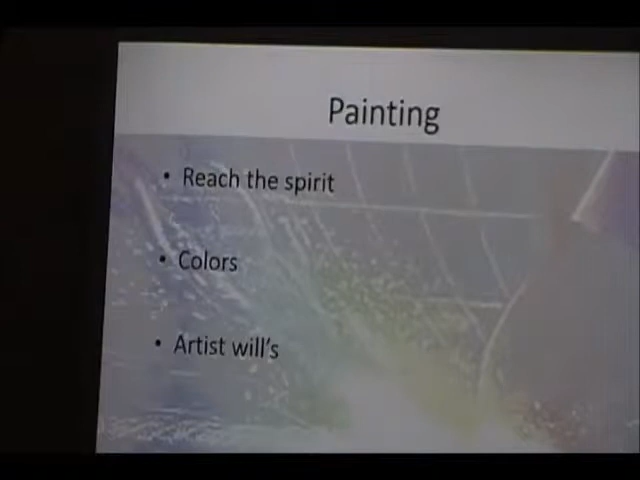 Painting
• Reach the spirit
• Colors
• Artist will's